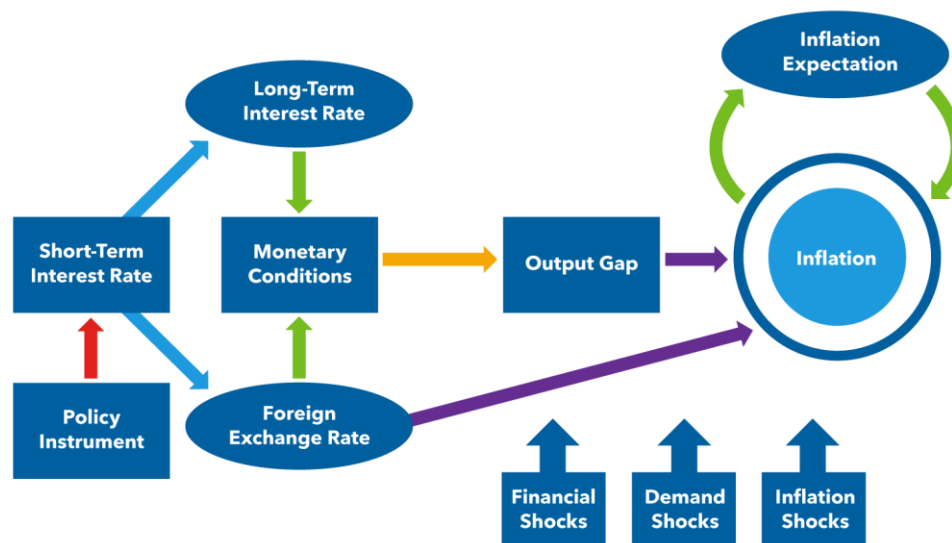 Inflation
Expectation
Long-Term
Interest Rate
Short-Term
Interest Rate
Monetary
Conditions
Output Gap
Inflation
Policy
Instrument
Foreign
Exchange Rate
Financial
Shocks
Demand
Shocks
Inflation
Shocks